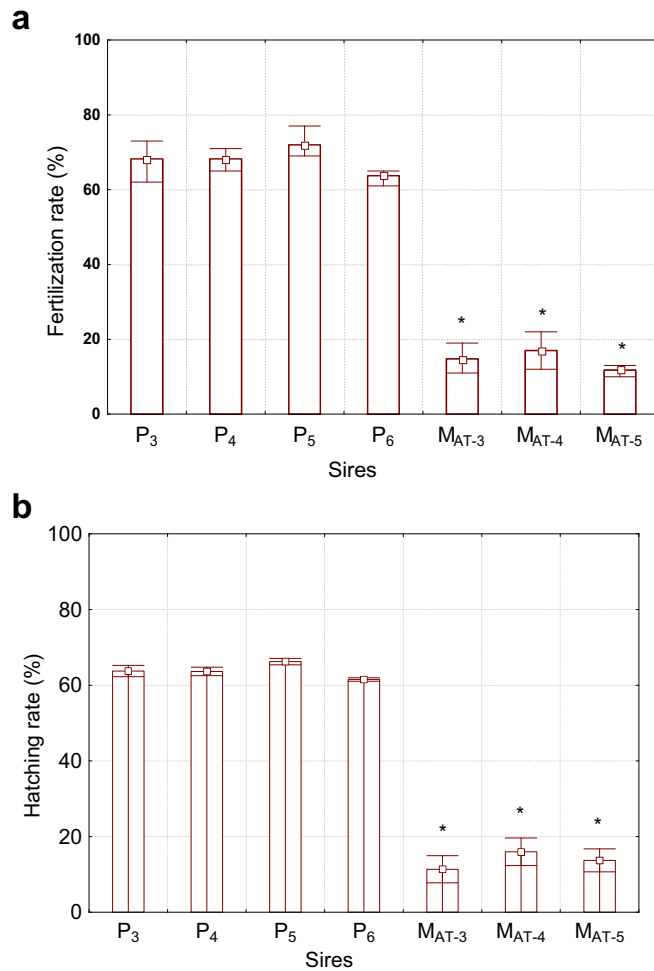 a
Fertilization rate (%)
100
80
60
40
20
0
* * *
P3 P4 P5 P6 MAT-3 MAT-4 MAT-5
Sires
b
Hatching rate (%)
100
80
60
40
20
0
* * *
P3 P4 P5 P6 MAT-3 MAT-4 MAT-5
Sires